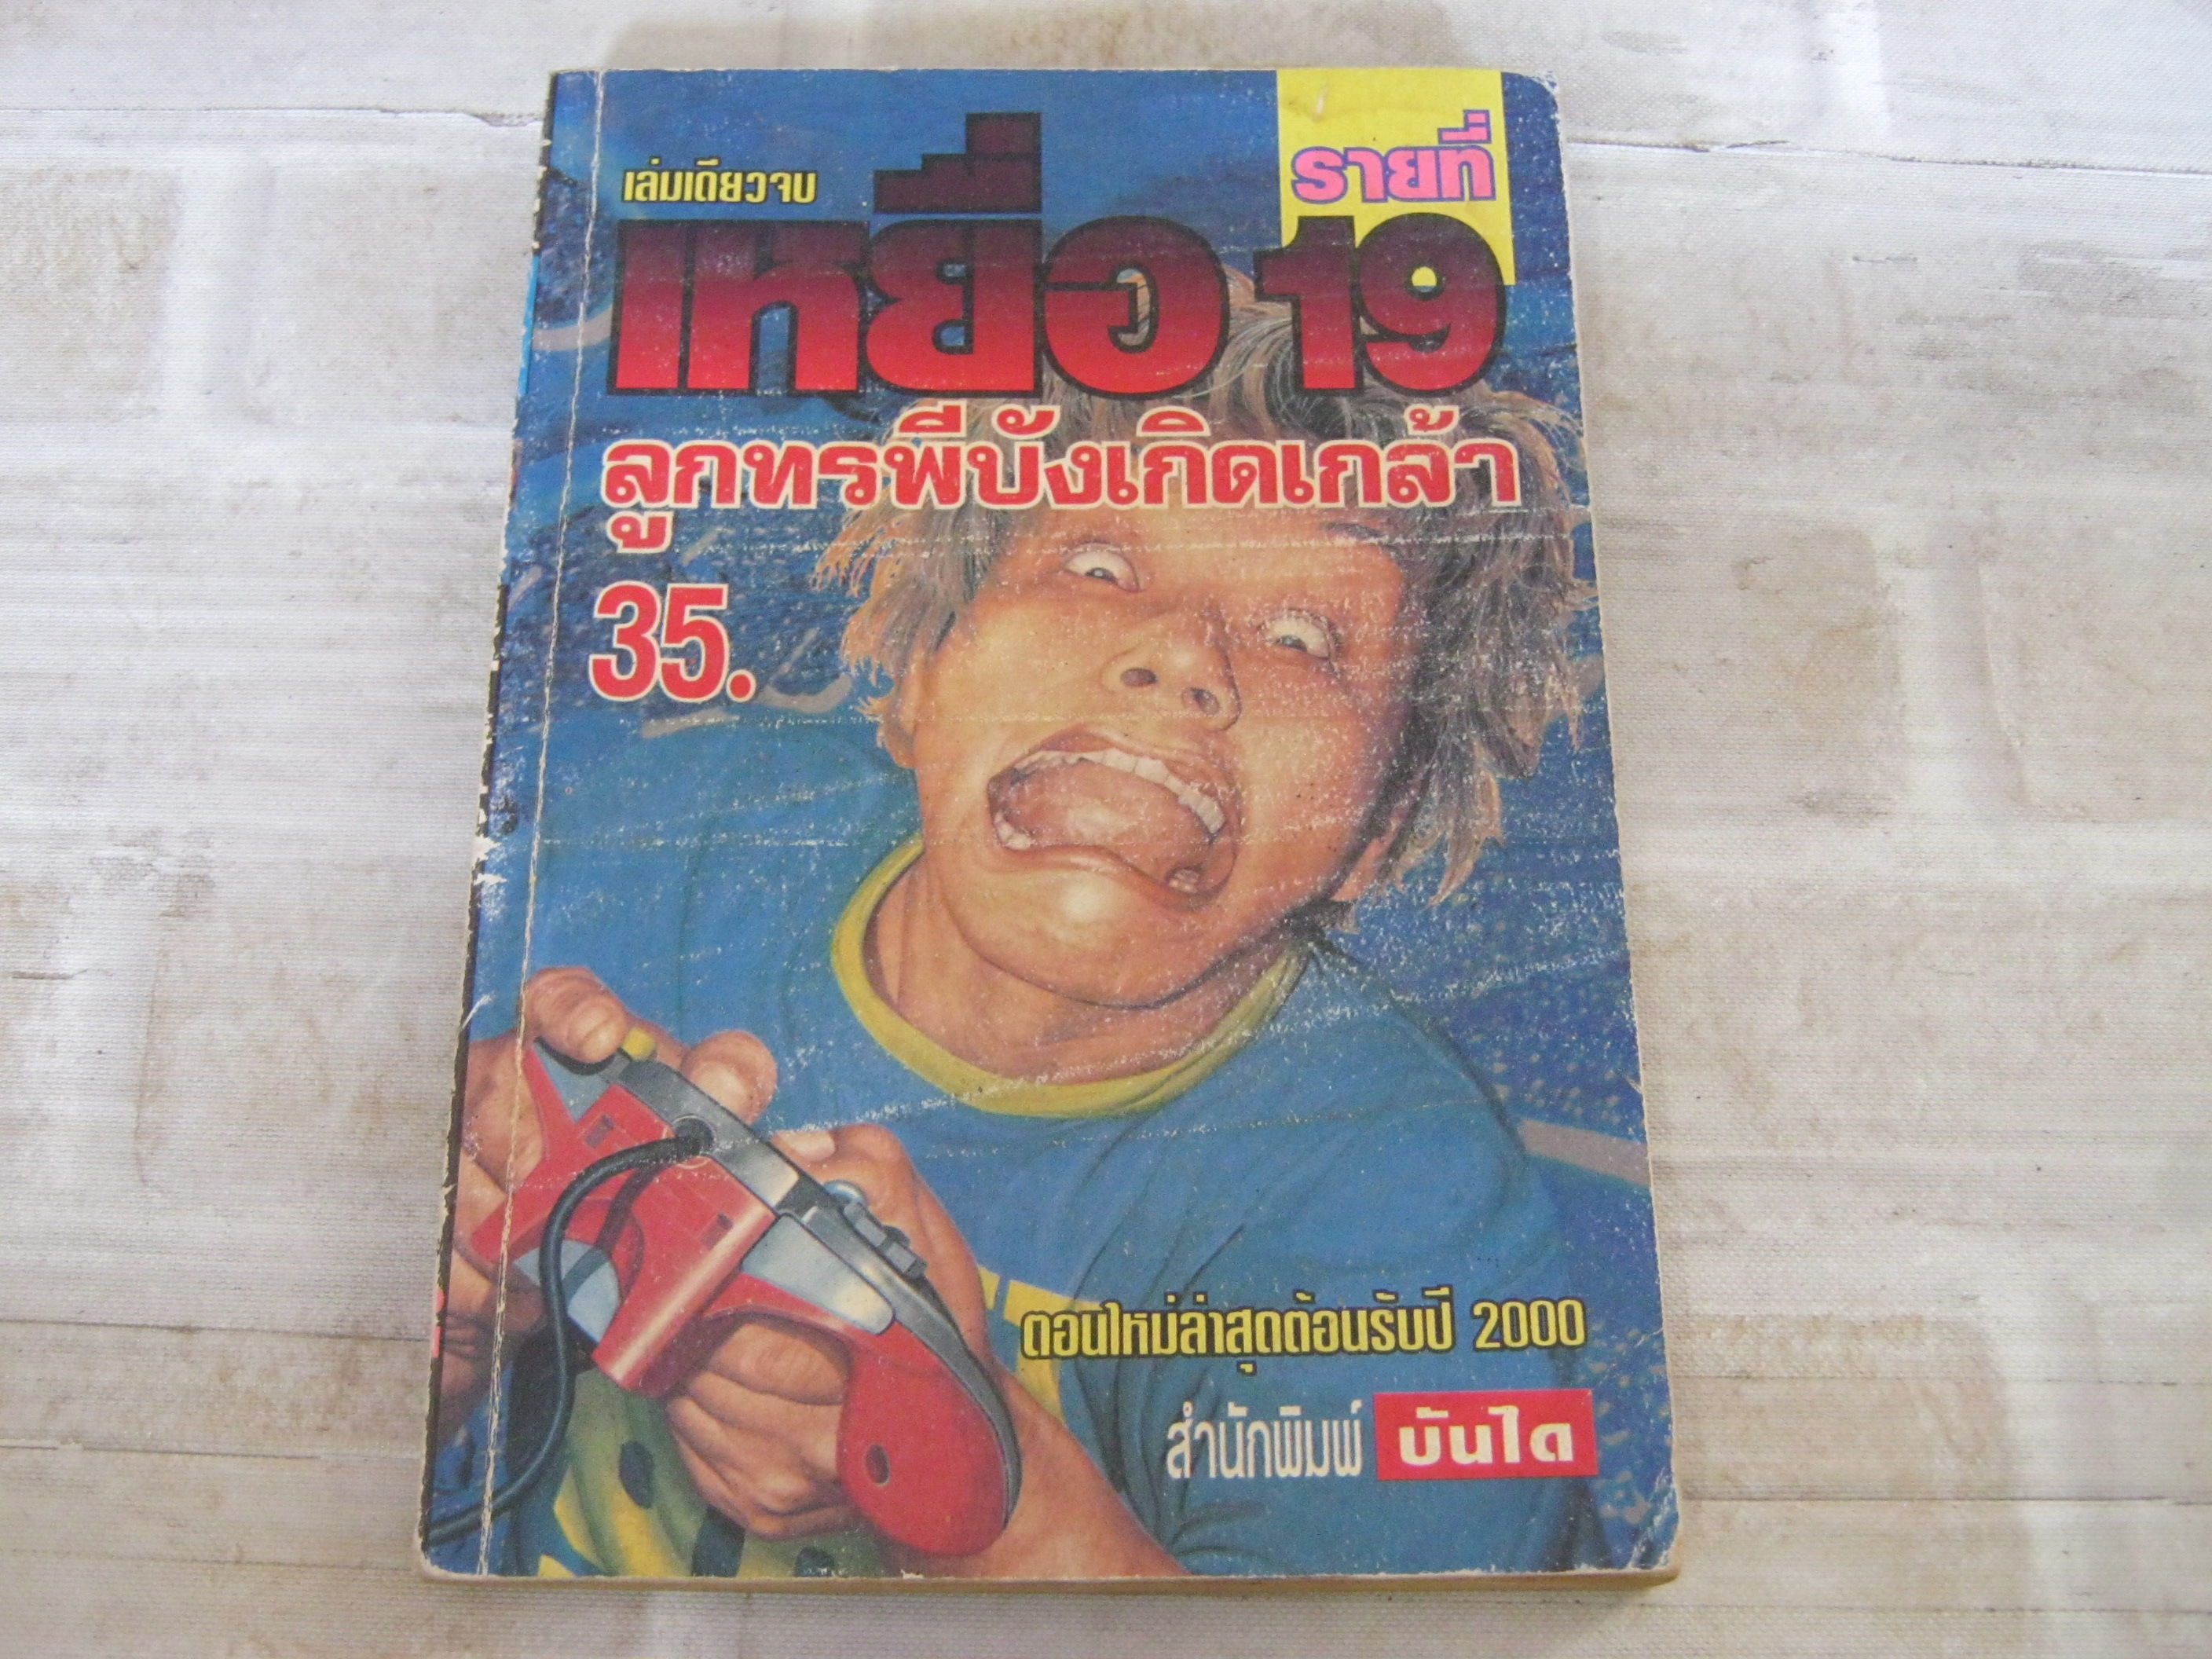 เล่มเดียวจบ
รายที่
เหยื่อ 19
ลูกทรพีบังเกิดเกล้า
35.
ตอนใหม่ล่าสุดต้อนรับปี 2000
สำนักพิมพ์ บันได